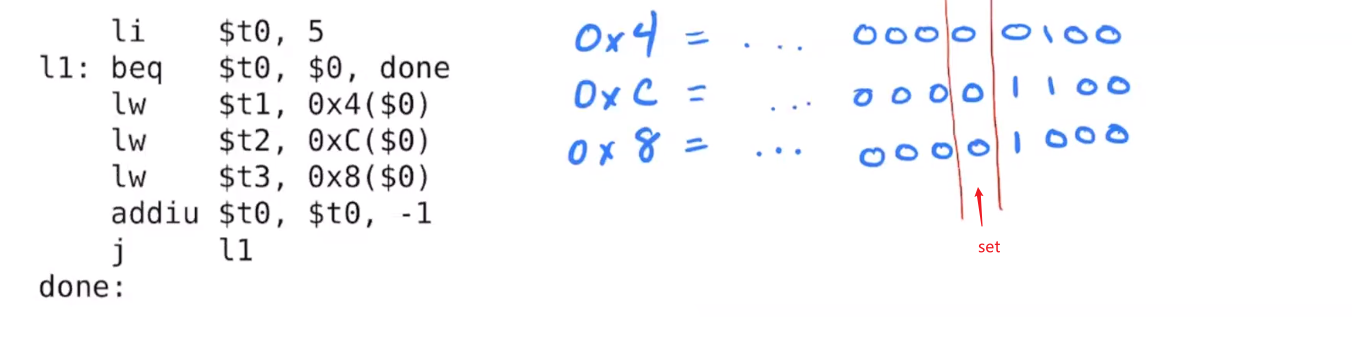 li $t0, 5
l1: beq $t0, $0, done
lw $t1, 0x4($0)
lw $t2, 0xC($0)
lw $t3, 0x8($0)
addiu $t0, $t0, -1
j l1
done:
0x4 = ... 0000 0100
0xC = ... 0000 1100
0x8 = ... 0000 1000
set